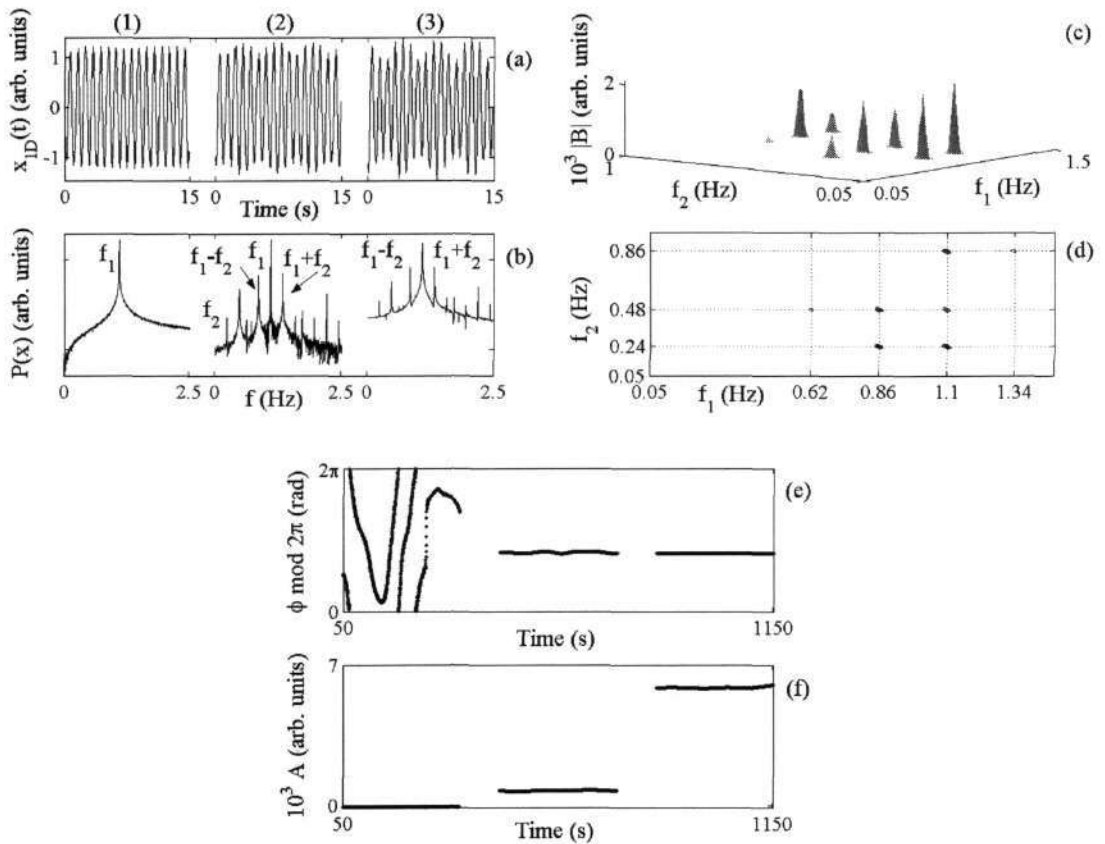 (1) (2) (3)
x1D(t) (arb. units)
1
0
-1
0 15 0 15 0 15
Time (s)
(a)
P(x) (arb. units)
f1
f2
f1-f2
f1
f1+f2
f1-f2
f1+f2
0 2.5 0 2.5 0 2.5
f (Hz)
(b)
10^3 |B| (arb. units)
2
0
1
f2 (Hz)
0.05
0.05
f1 (Hz)
1.5
(c)
f2 (Hz)
0.86
0.48
0.24
0.05
0.05 0.62 0.86 1.1 1.34
f1 (Hz)
(d)
ϕ mod 2π (rad)
2π
0
50 1150
Time (s)
(e)
10^3 A (arb. units)
7
0
50 1150
Time (s)
(f)